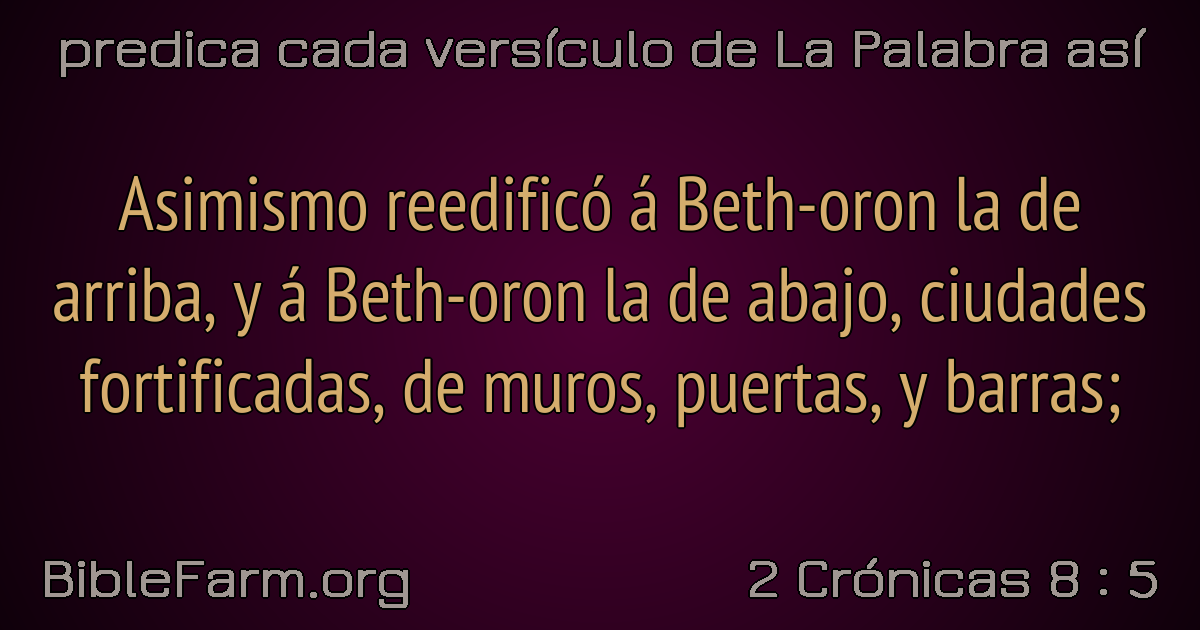 predica cada versículo de La Palabra así
Asimismo reedificó á Beth-oron la de
arriba, y á Beth-oron la de abajo, ciudades
fortificadas, de muros, puertas, y barras;
BibleFarm.org
2 Crónicas 8 : 5